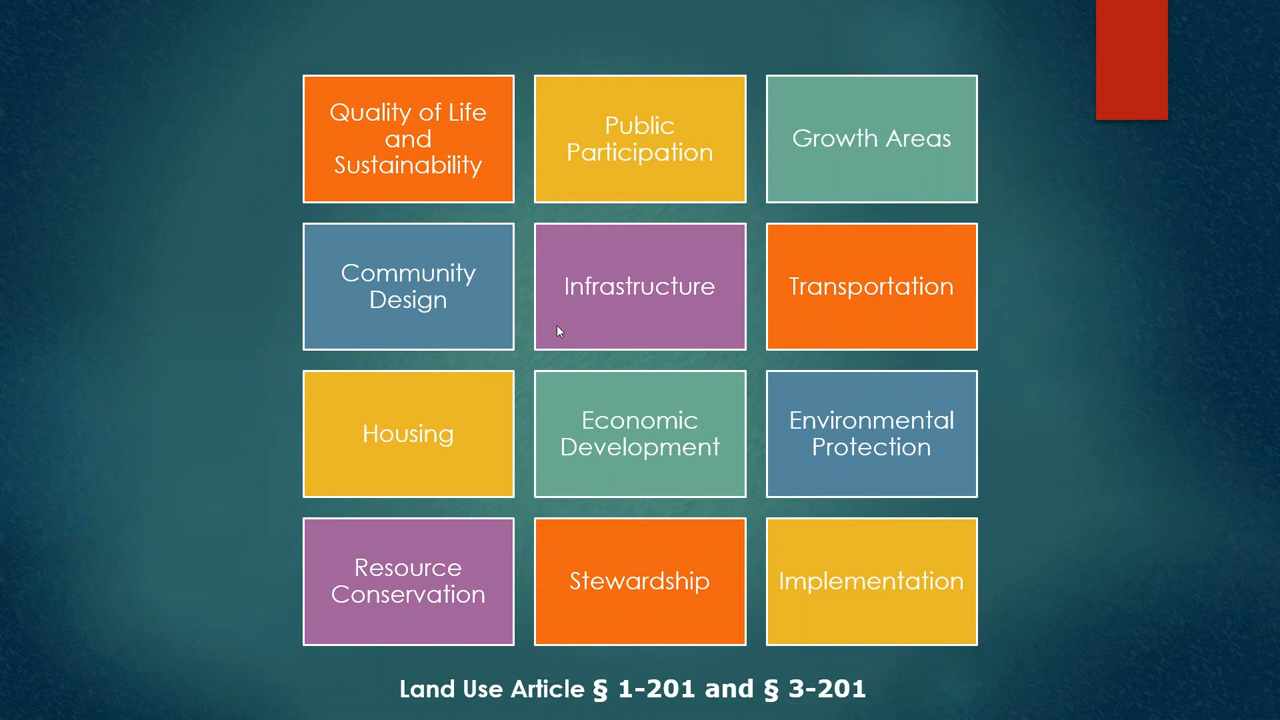 Quality of Life
and
Sustainability
Public
Participation
Growth Areas
Community
Design
Infrastructure
Transportation
Housing
Economic
Development
Environmental
Protection
Resource
Conservation
Stewardship
Implementation
Land Use Article § 1-201 and § 3-201